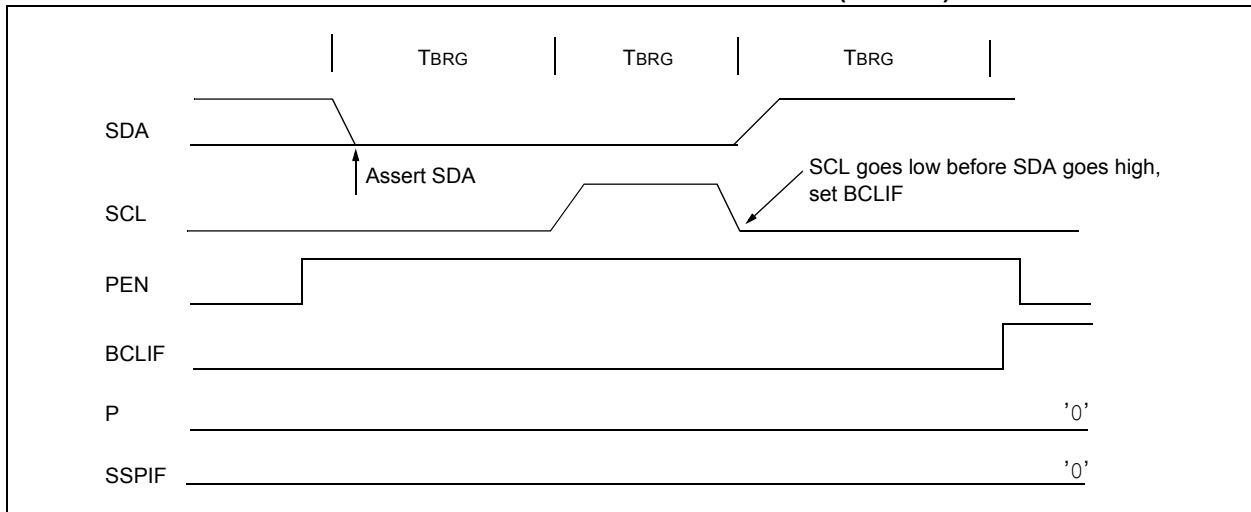 TBRG TBRG TBRG
SDA
Assert SDA
SCL goes low before SDA goes high,
set BCLIF
SCL
PEN
BCLIF
P '0'
SSPIF '0'